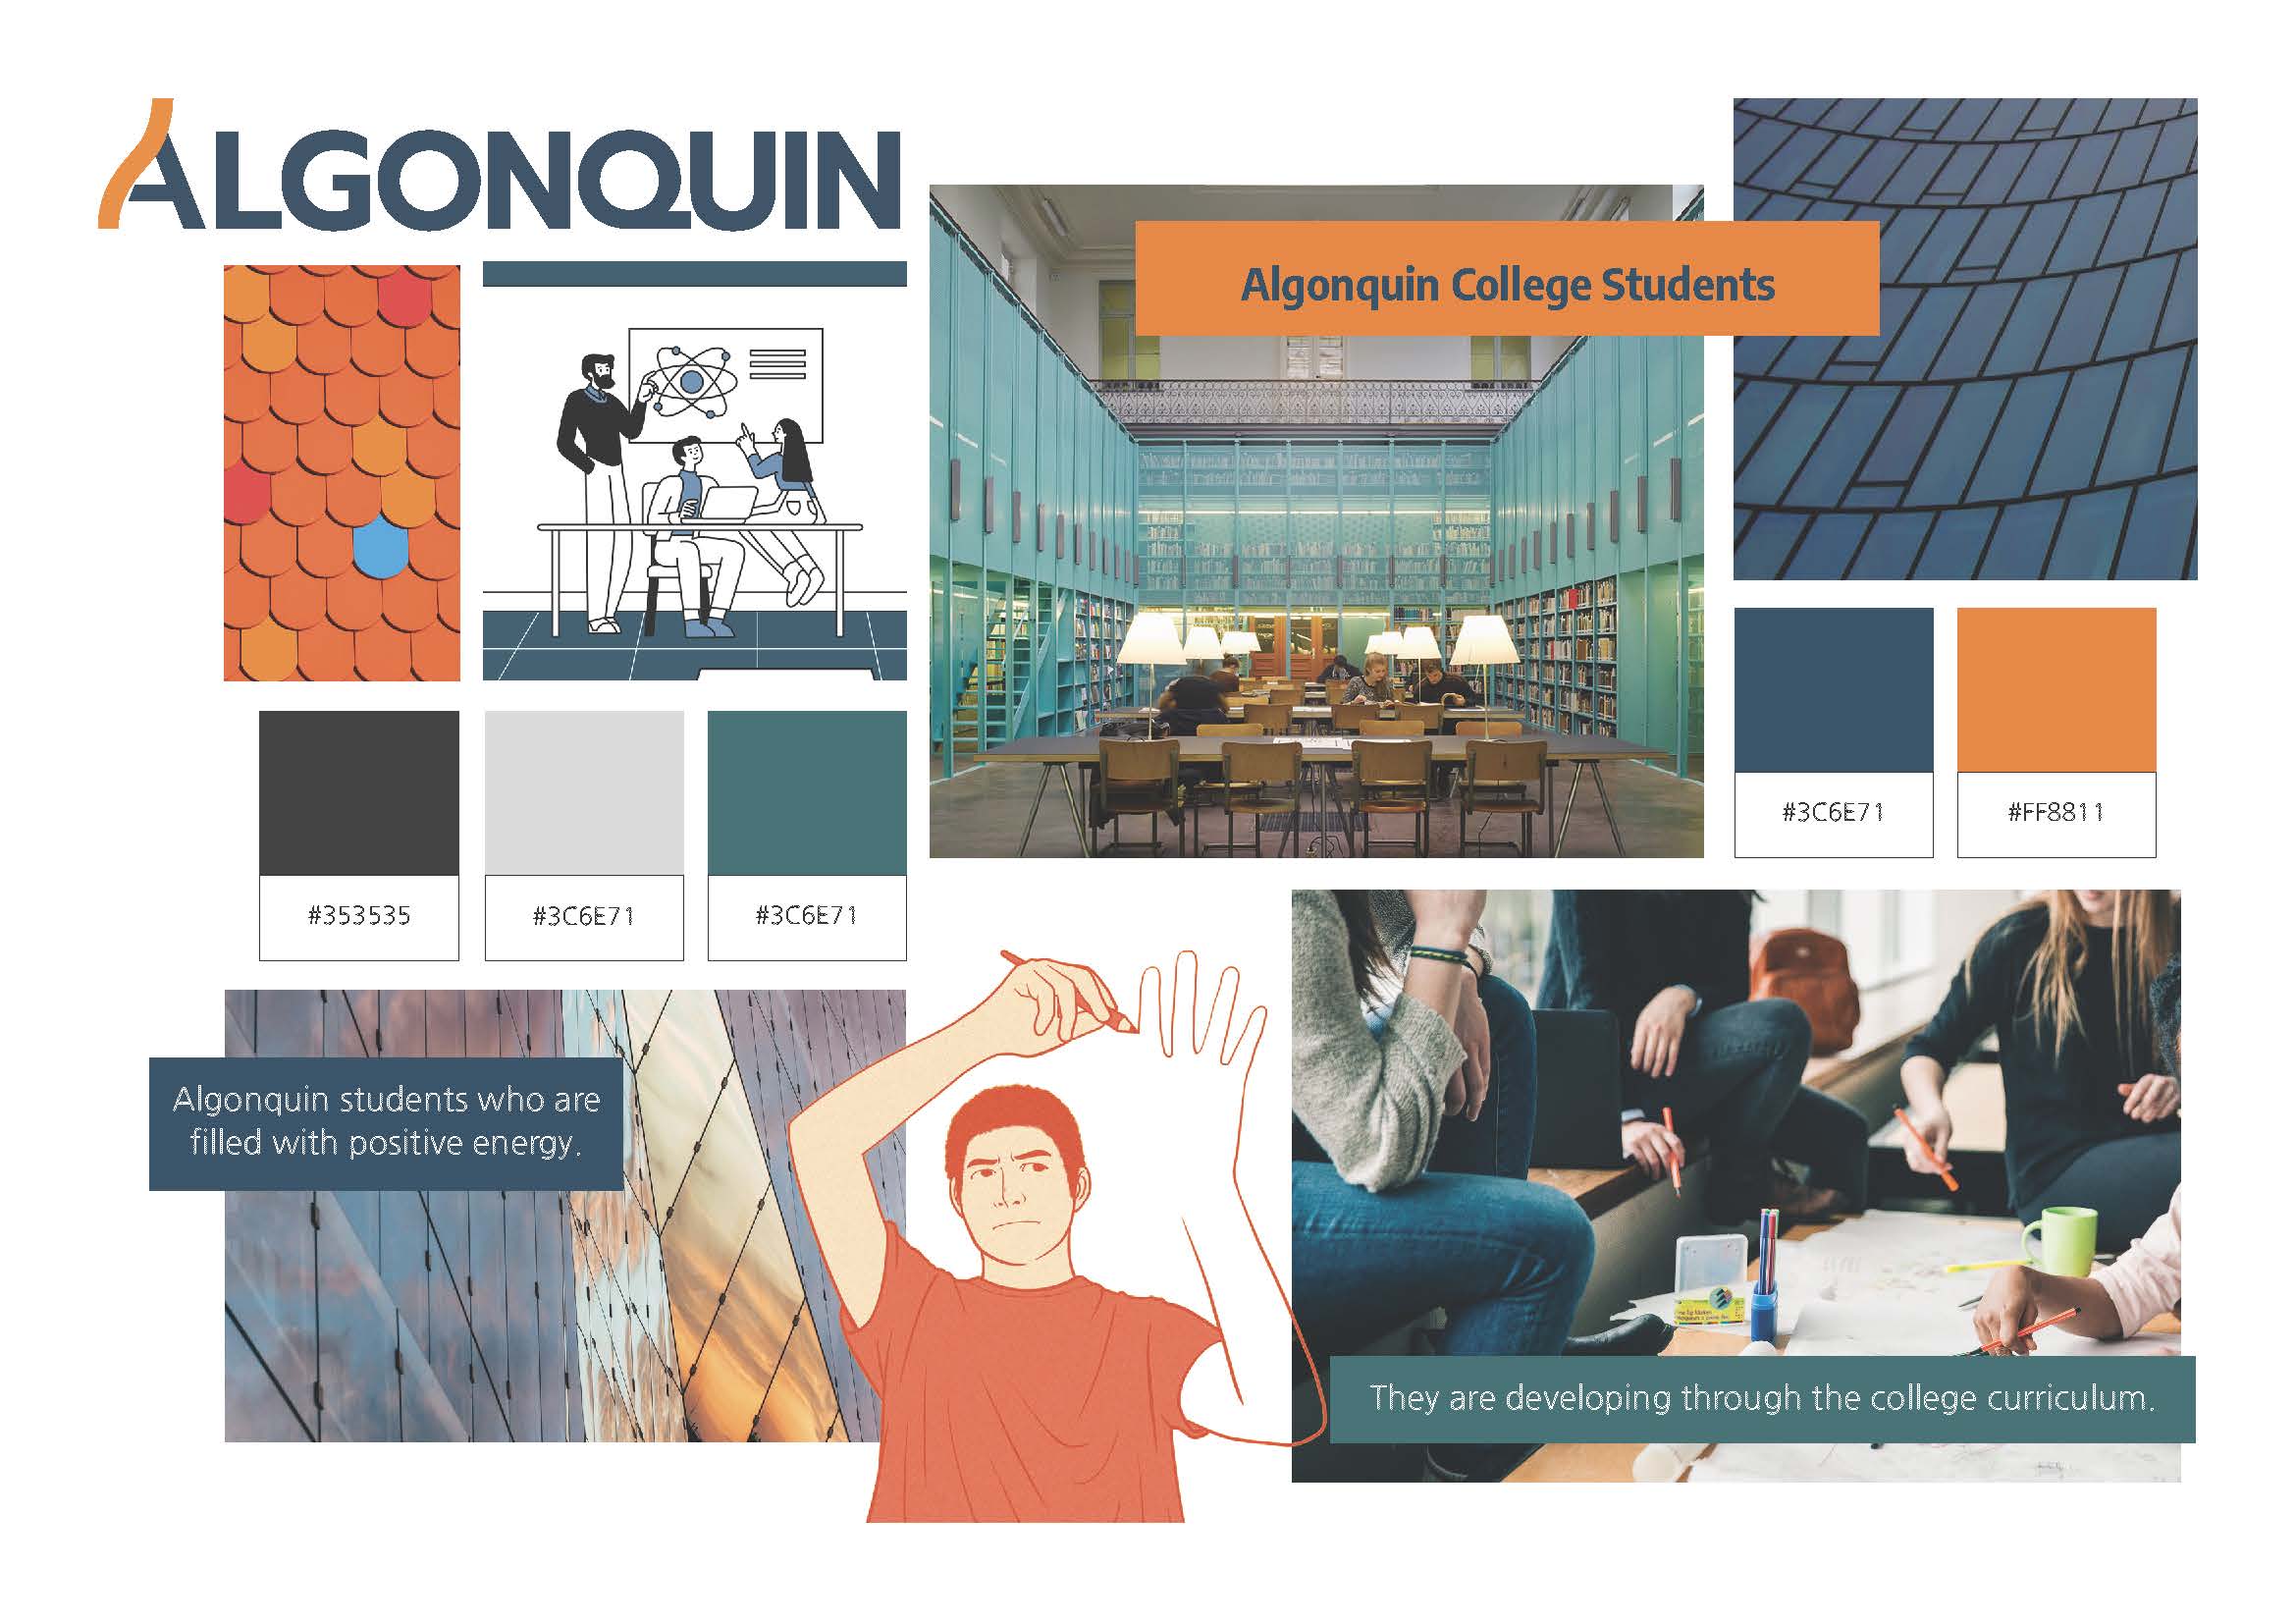 ALGONQUIN
Algonquin College Students
#3C6E71
#FF8811
#353535
#3C6E71
#3C6E71
Algonquin students who are
filled with positive energy.
They are developing through the college curriculum.